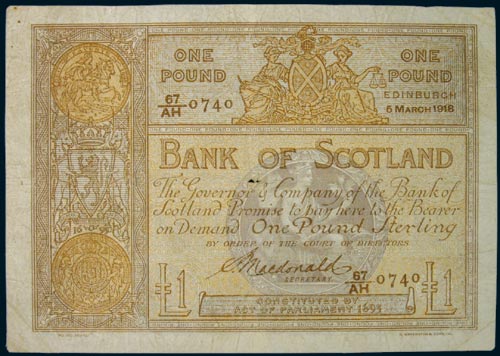 ONE POUND
ONE POUND
EDINBURGH
5 MARCH 1918
67/AH 0740
BANK OF SCOTLAND
The Governor & Company of the Bank of
Scotland Promise to pay here to the Bearer
on Demand One Pound Sterling
BY ORDER OF THE COURT OF DIRECTORS
Macdonald
SECRETARY
67/AH 0740
£1
£1
CONSTITUTED BY
ACT OF PARLIAMENT 1695